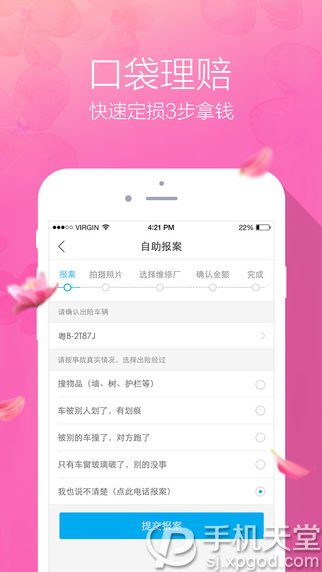 口袋理赔
快速定损3步拿钱
VIRGIN 4:21 PM 22%
自助报案
报案 拍摄照片 选择维修厂 确认金额 完成
请确认出险车辆
粤B-2T87J
请按事故真实情况，选择出险经过
撞物品（墙、树、护栏等）
车被别人划了，有划痕
被别的车撞了，对方跑了
只有车窗玻璃破了，别的没事
我也说不清楚（点此电话报案）
提交报案
手机天堂
sj.xpgod.com